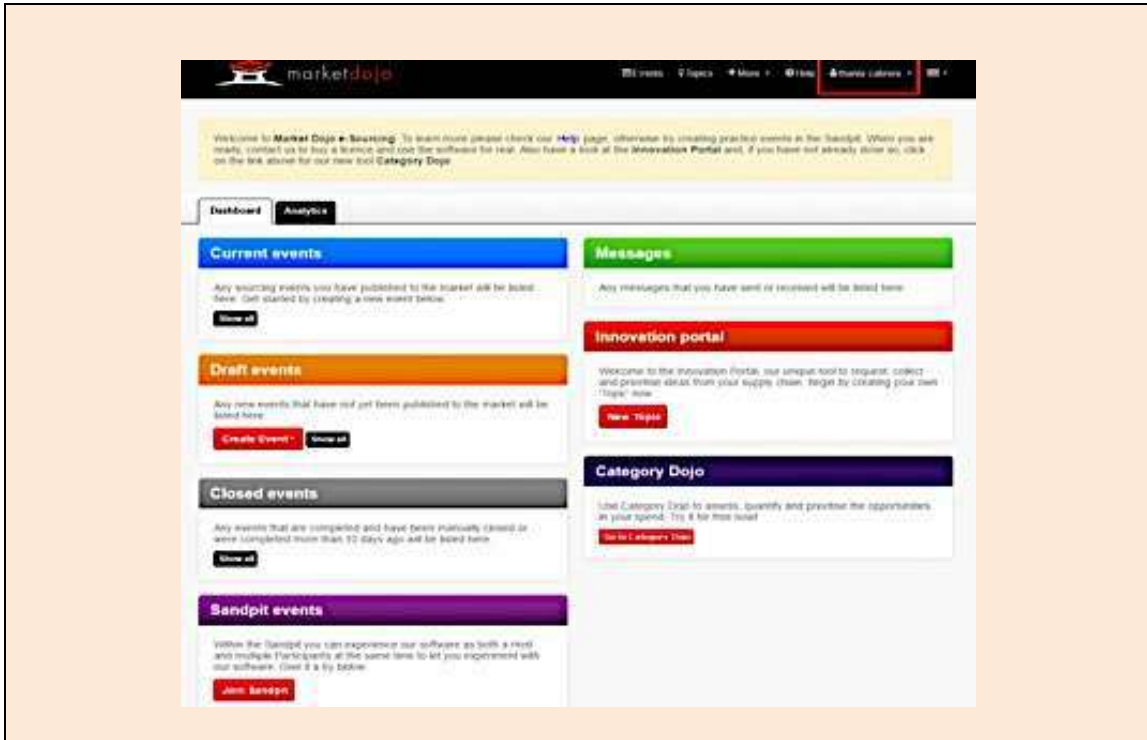 marketdojo
Events Topics More Help
Welcome to Market Dojo e-Sourcing. To learn more please check our Help page, otherwise try creating practice events in the Sandpit. When you are
ready, contact us to buy a licence and use the software for real. Also have a look at the Innovation Portal and, if you have not already done so, click
on the link above for our new tool Category Dojo
Dashboard Analytics
Current events
Any sourcing events you have published to the market will be listed
here. Get started by creating a new event below.
Show all
Draft events
Any new events that have not yet been published to the market will be
listed here.
Create Event Show all
Closed events
Any events that are completed and have been manually closed or
were completed more than 10 days ago will be listed here
Show all
Sandpit events
Within the Sandpit you can experience our software as both a Host
and multiple Participants at the same time to let you experiment with
our software. Give it a try below.
Join Sandpit
Messages
Any messages that you have sent or received will be listed here
Innovation portal
Welcome to the Innovation Portal, our unique tool to request, collect
and prioritise ideas from your supply chain. Begin by creating your own
'Topic' now.
New Topic
Category Dojo
Use Category Dojo to assess, quantify and prioritise the opportunities
in your spend. Try it for free now!
Go to Category Dojo